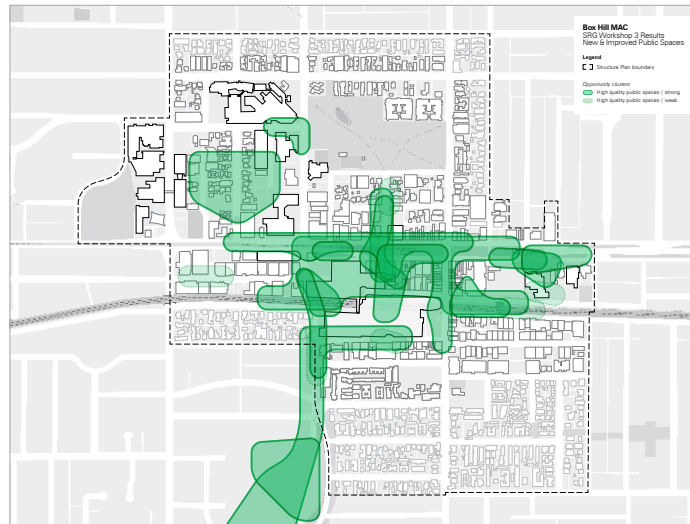 Box Hill MAC
SRG Workshop 3 Results
New & Improved Public Spaces
Legend
Structure Plan boundary
Opportunity clusters
High quality public spaces | strong
High quality public spaces | weak